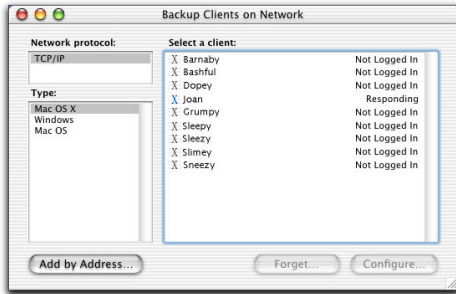 Backup Clients on Network
Network protocol:
TCP/IP
Type:
Mac OS X
Windows
Mac OS
Select a client:
X Barnaby Not Logged In
X Bashful Not Logged In
X Dopey Not Logged In
X Joan Responding
X Grumpy Not Logged In
X Sleepy Not Logged In
X Sleezy Not Logged In
X Slimey Not Logged In
X Sneezy Not Logged In
Add by Address...
Forget...
Configure...